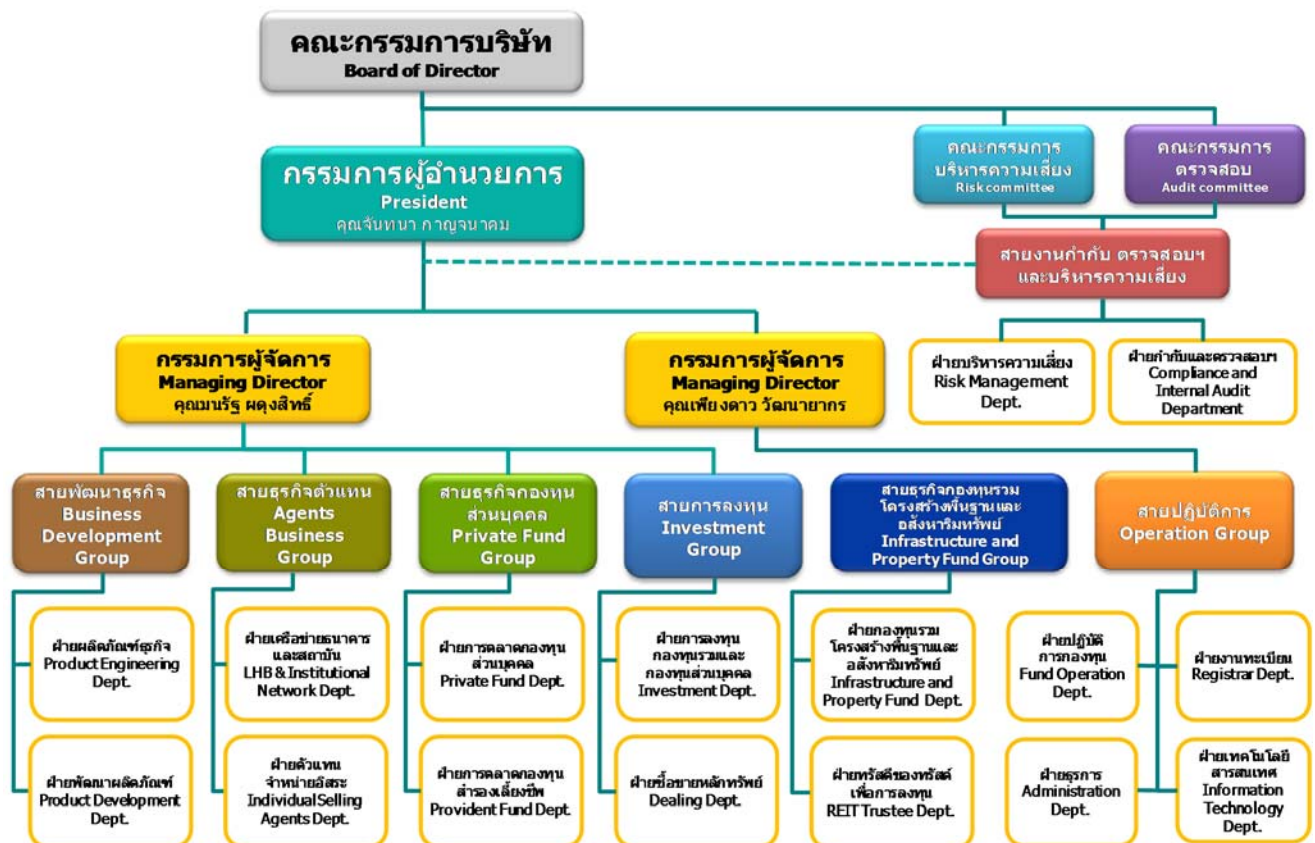 คณะกรรมการบริษัท
Board of Director
กรรมการผู้อำนวยการ
President
คุณจันทนา กาญจนาคม
คณะกรรมการ
บริหารความเสี่ยง
Risk committee
คณะกรรมการ
ตรวจสอบ
Audit committee
สายงานกำกับ ตรวจสอบฯ
และบริหารความเสี่ยง
กรรมการผู้จัดการ
Managing Director
คุณมนรัฐ ผดุงสิทธิ์
กรรมการผู้จัดการ
Managing Director
คุณเพียงดาว วัฒนายากร
ฝ่ายบริหารความเสี่ยง
Risk Management
Dept.
ฝ่ายกำกับและตรวจสอบฯ
Compliance and
Internal Audit
Department
สายพัฒนาธุรกิจ
Business
Development
Group
สายธุรกิจตัวแทน
Agents
Business
Group
สายธุรกิจกองทุน
ส่วนบุคคล
Private Fund
Group
สายการลงทุน
Investment
Group
สายธุรกิจกองทุนรวม
โครงสร้างพื้นฐานและ
อสังหาริมทรัพย์
Infrastructure and
Property Fund Group
สายปฏิบัติการ
Operation Group
ฝ่ายผลิตภัณฑ์ธุรกิจ
Product Engineering
Dept.
ฝ่ายเครือข่ายธนาคาร
และสถาบัน
LHB & Institutional
Network Dept.
ฝ่ายการตลาดกองทุน
ส่วนบุคคล
Private Fund Dept.
ฝ่ายการลงทุน
กองทุนรวมและ
กองทุนส่วนบุคคล
Investment Dept.
ฝ่ายกองทุนรวม
โครงสร้างพื้นฐานและ
อสังหาริมทรัพย์
Infrastructure and
Property Fund Dept.
ฝ่ายปฏิบัติ
การกองทุน
Fund Operation
Dept.
ฝ่ายงานทะเบียน
Registrar Dept.
ฝ่ายพัฒนาผลิตภัณฑ์
Product Development
Dept.
ฝ่ายตัวแทน
จำหน่ายอิสระ
Individual Selling
Agents Dept.
ฝ่ายการตลาดกองทุน
สำรองเลี้ยงชีพ
Provident Fund Dept.
ฝ่ายซื้อขายหลักทรัพย์
Dealing Dept.
ฝ่ายทรัสตีของทรัสต์
เพื่อการลงทุน
REIT Trustee Dept.
ฝ่ายธุรการ
Administration
Dept.
ฝ่ายเทคโนโลยี
สารสนเทศ
Information
Technology
Dept.